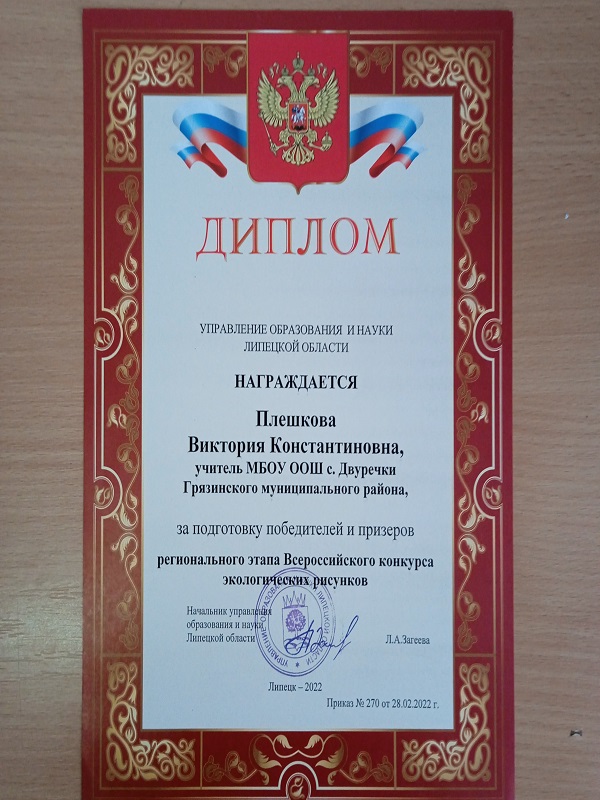 ДИПЛОМ
УПРАВЛЕНИЕ ОБРАЗОВАНИЯ И НАУКИ
ЛИПЕЦКОЙ ОБЛАСТИ
НАГРАЖДАЕТСЯ
Плешкова
Виктория Константиновна,
учитель МБОУ ООШ с. Двуречки
Грязинского муниципального района,
за подготовку победителей и призеров
регионального этапа Всероссийского конкурса
экологических рисунков
Начальник управления
образования и науки
Липецкой области
Л.А.Загеева
Липецк – 2022
Приказ № 270 от 28.02.2022 г.